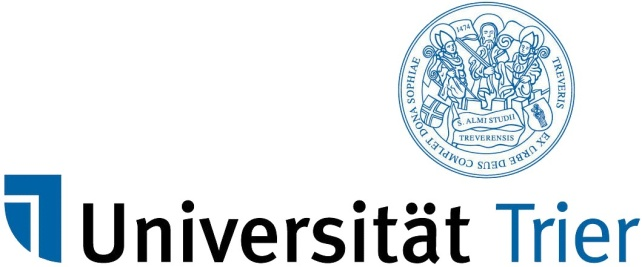 TREVERIS EX URBE DEUS COMPLET DONA SOPHIAE
1474
S. ALMI STUDII
TREVERENSIS
Universität Trier